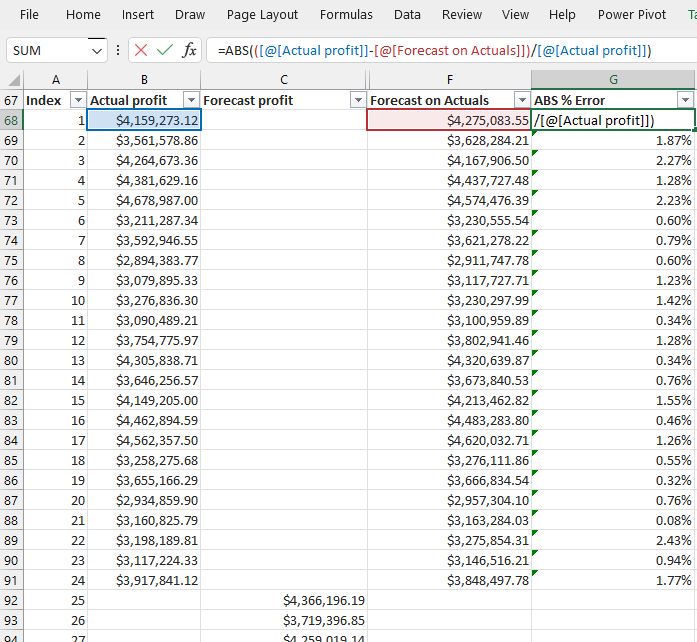 File Home Insert Draw Page Layout Formulas Data Review View Help Power Pivot
SUM fx =ABS(([@[Actual profit]]-[@[Forecast on Actuals]])/[@[Actual profit]])
A B C F G
67 Index Actual profit Forecast profit Forecast on Actuals ABS % Error
68 1 $4,159,273.12 $4,275,083.55 /[@[Actual profit]])
69 2 $3,561,578.86 $3,628,284.21 1.87%
70 3 $4,264,673.36 $4,167,906.50 2.27%
71 4 $4,381,629.16 $4,437,727.48 1.28%
72 5 $4,678,987.00 $4,574,476.39 2.23%
73 6 $3,211,287.34 $3,230,555.54 0.60%
74 7 $3,592,946.55 $3,621,278.22 0.79%
75 8 $2,894,383.77 $2,911,747.78 0.60%
76 9 $3,079,895.33 $3,117,727.71 1.23%
77 10 $3,276,836.30 $3,230,297.99 1.42%
78 11 $3,090,489.21 $3,100,959.89 0.34%
79 12 $3,754,775.97 $3,802,941.46 1.28%
80 13 $4,305,838.71 $4,320,639.87 0.34%
81 14 $3,646,256.57 $3,673,840.53 0.76%
82 15 $4,149,205.00 $4,213,462.82 1.55%
83 16 $4,462,894.59 $4,483,283.80 0.46%
84 17 $4,562,357.50 $4,620,032.71 1.26%
85 18 $3,258,275.68 $3,276,111.86 0.55%
86 19 $3,655,166.29 $3,666,834.54 0.32%
87 20 $2,934,859.90 $2,957,304.10 0.76%
88 21 $3,160,825.79 $3,163,284.03 0.08%
89 22 $3,198,189.81 $3,275,854.31 2.43%
90 23 $3,117,224.33 $3,146,516.21 0.94%
91 24 $3,917,841.12 $3,848,497.78 1.77%
92 25 $4,366,196.19
93 26 $3,719,396.85
94 27 $4,259,019.14